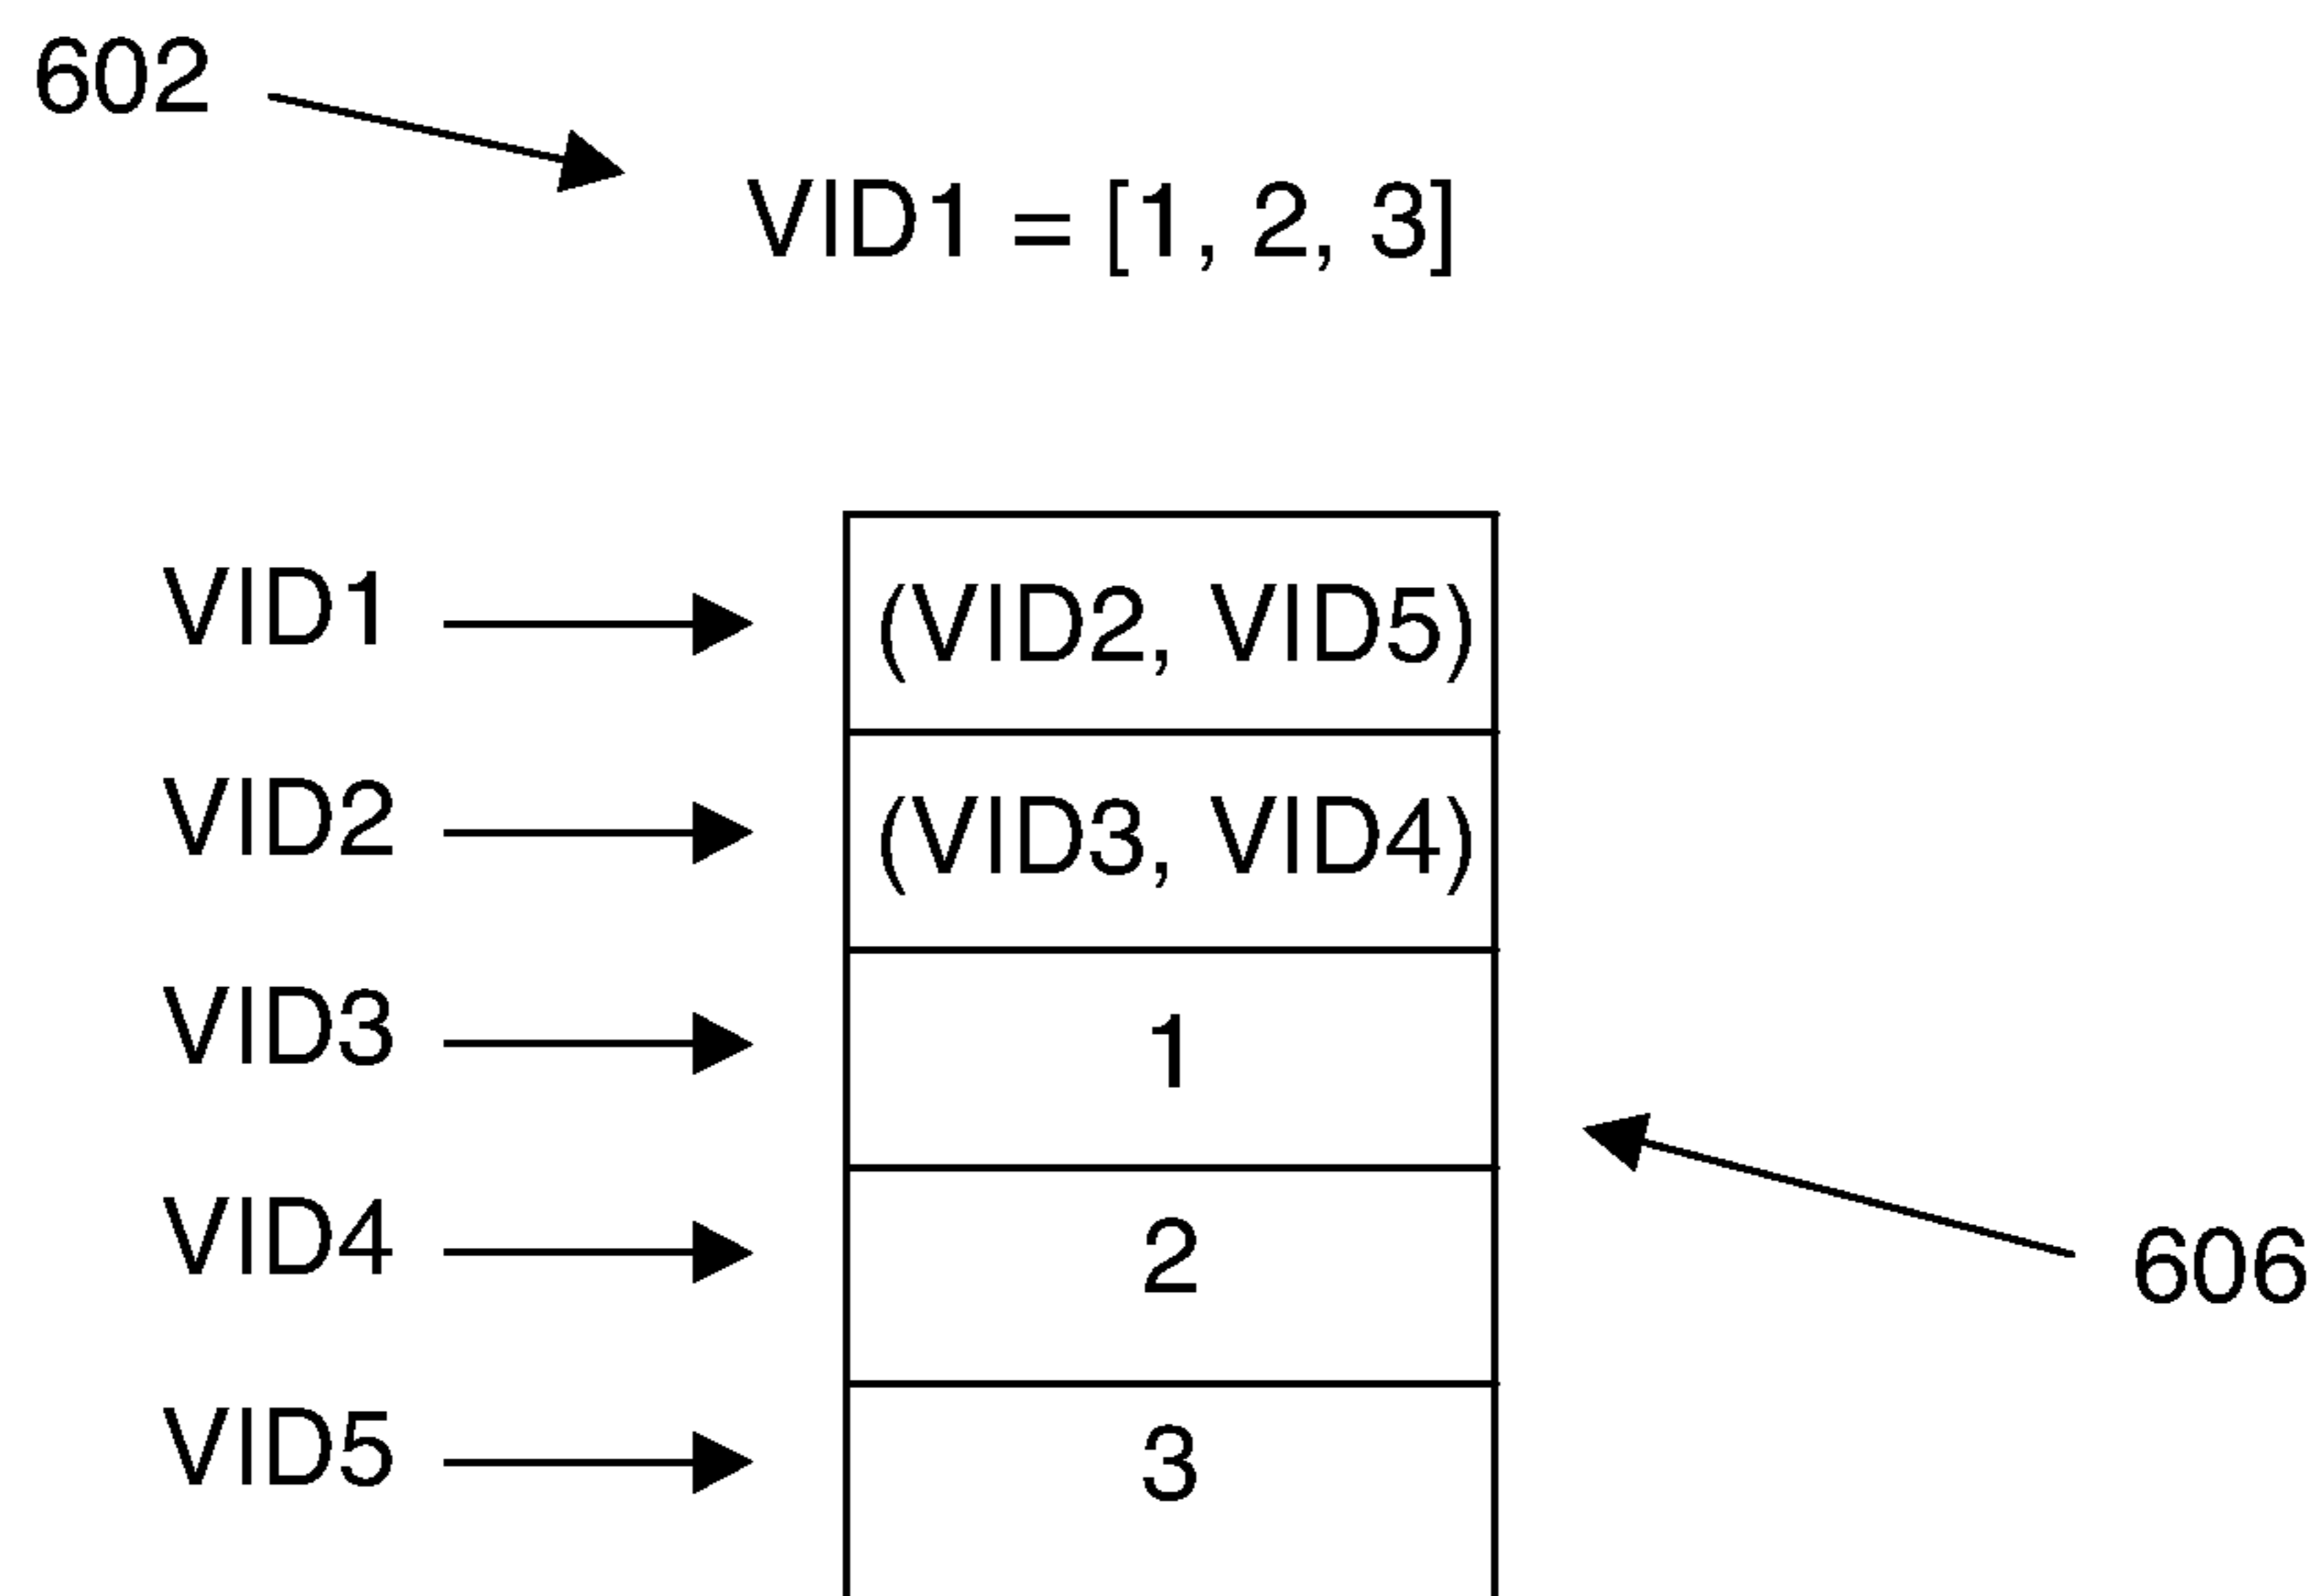 602
VID1 = [1, 2, 3]
VID1 (VID2, VID5)
VID2 (VID3, VID4)
VID3 1
VID4 2
606
VID5 3